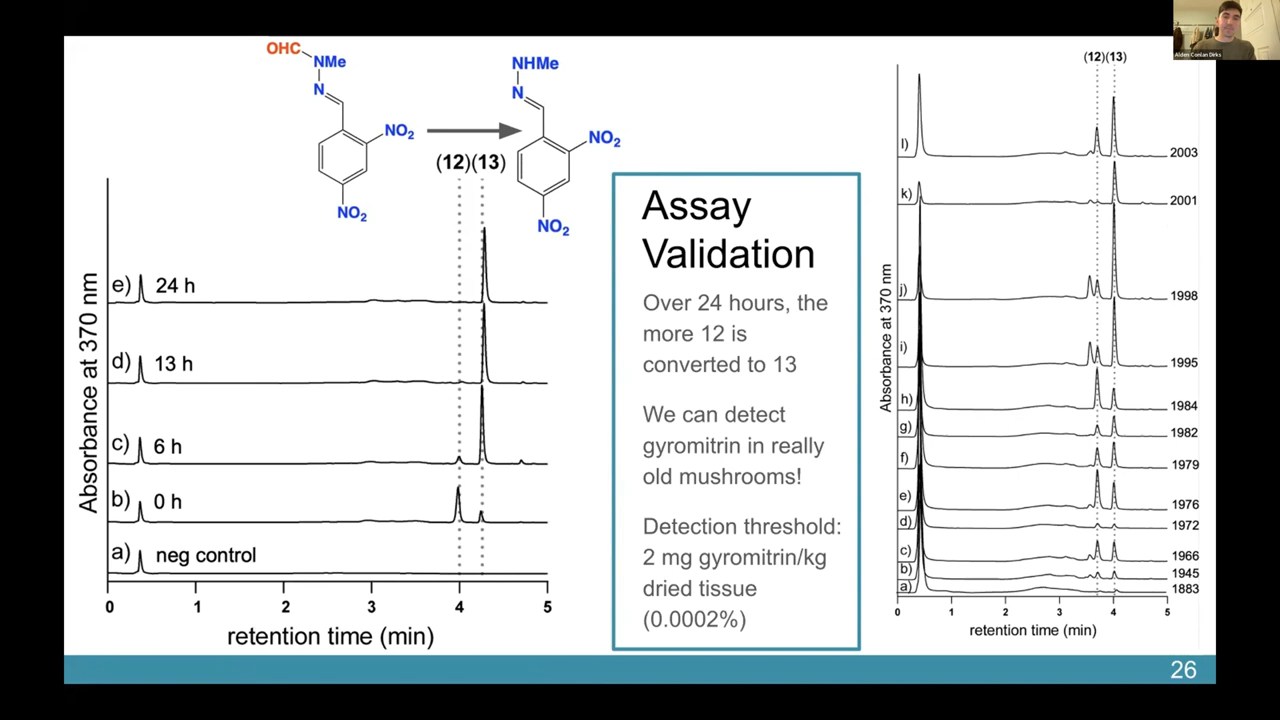 Alden Conlan Dirks
OHC
NMe
N
NO₂
NO₂
NHMe
N
NO₂
NO₂
(12)(13)
e) 24 h
d) 13 h
c) 6 h
b) 0 h
a) neg control
Absorbance at 370 nm
0 1 2 3 4 5
retention time (min)
Assay
Validation
Over 24 hours, the
more 12 is
converted to 13
We can detect
gyromitrin in really
old mushrooms!
Detection threshold:
2 mg gyromitrin/kg
dried tissue
(0.0002%)
(12)(13)
l) 2003
k) 2001
j) 1998
i) 1995
h) 1984
g) 1982
f) 1979
e) 1976
d) 1972
c) 1966
b) 1945
a) 1883
Absorbance at 370 nm
0 1 2 3 4 5
retention time (min)
26